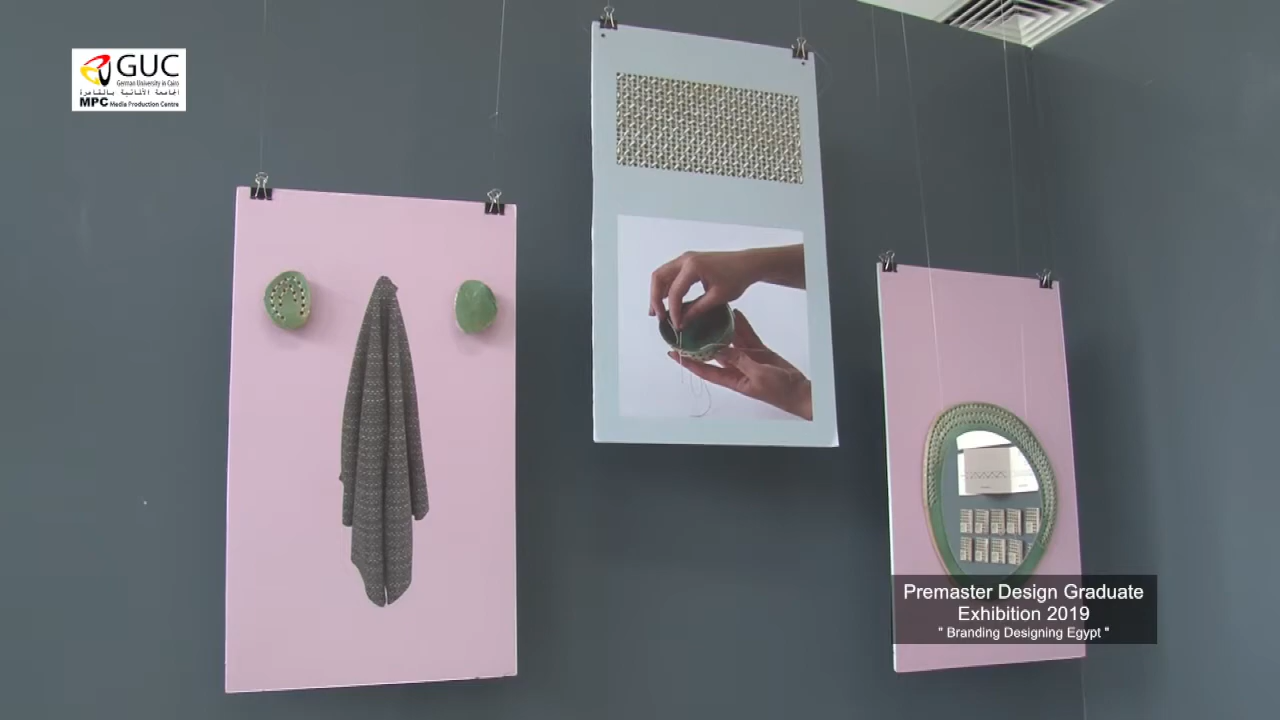 GUC
German University in Cairo
الجامعة الألمانية بالقاهرة
MPC Media Production Centre
Premaster Design Graduate
Exhibition 2019
" Branding Designing Egypt "